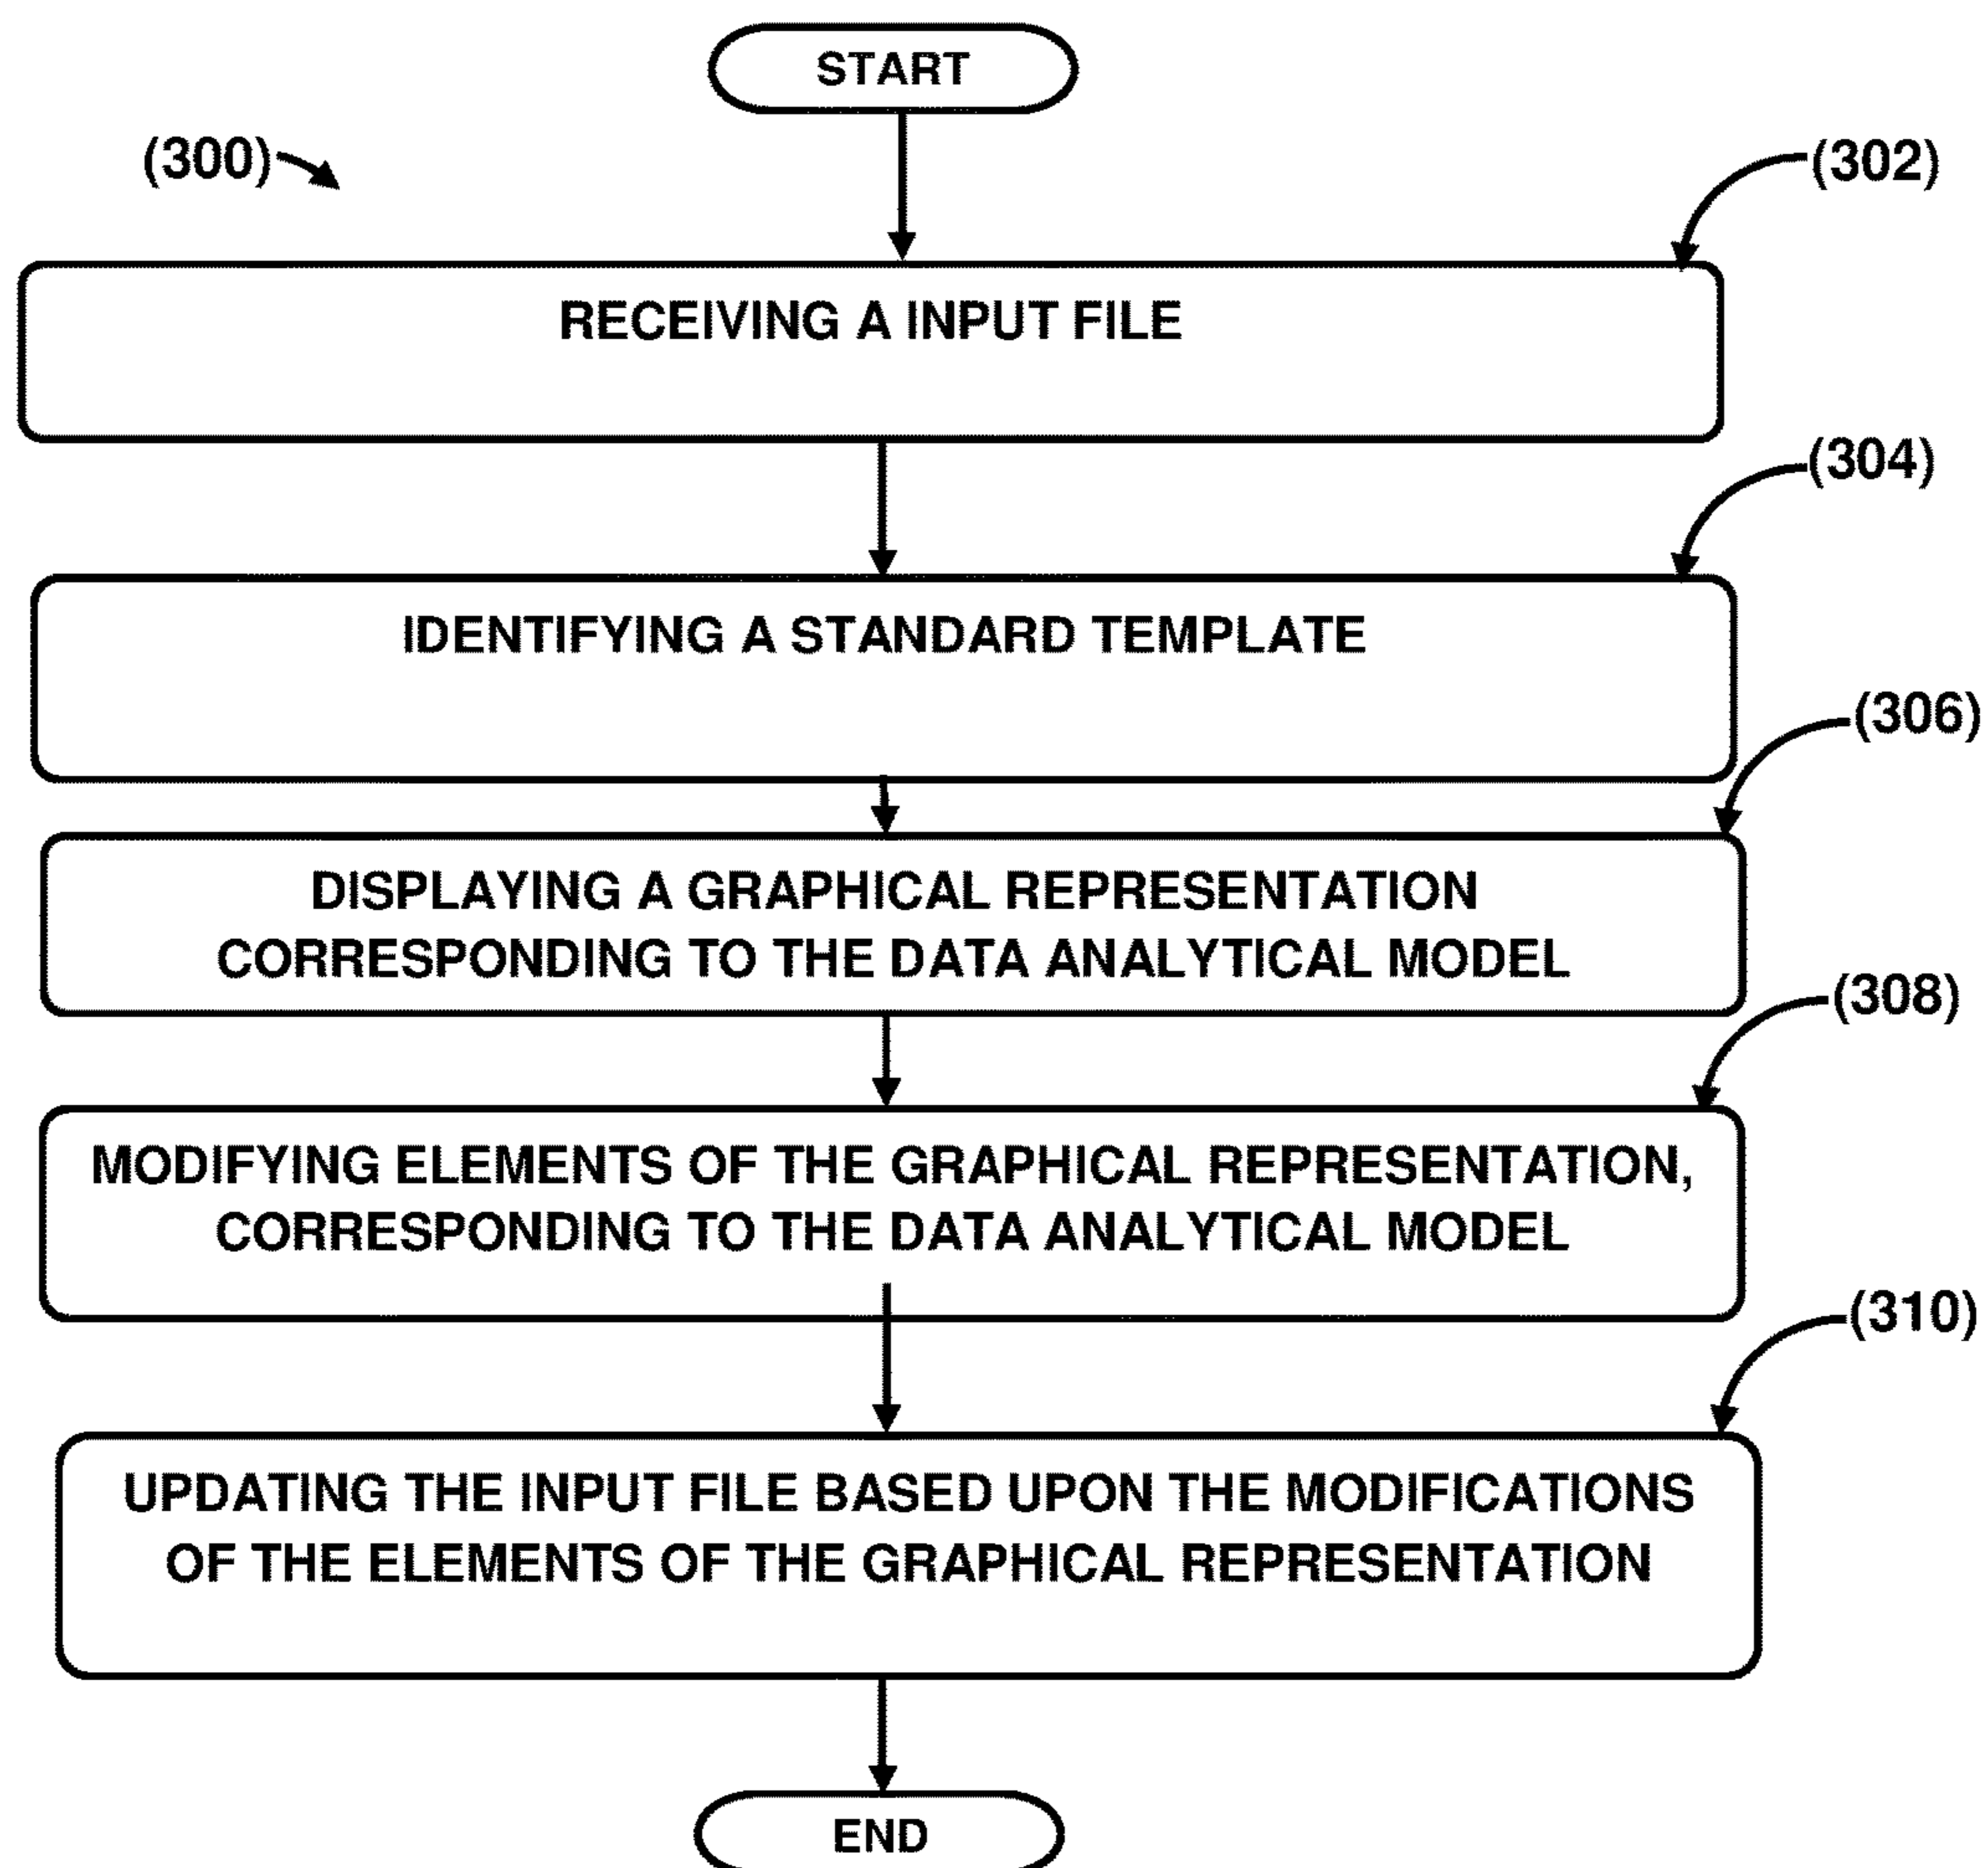 START
(300)
(302)
RECEIVING A INPUT FILE
(304)
IDENTIFYING A STANDARD TEMPLATE
(306)
DISPLAYING A GRAPHICAL REPRESENTATION
CORRESPONDING TO THE DATA ANALYTICAL MODEL
(308)
MODIFYING ELEMENTS OF THE GRAPHICAL REPRESENTATION,
CORRESPONDING TO THE DATA ANALYTICAL MODEL
(310)
UPDATING THE INPUT FILE BASED UPON THE MODIFICATIONS
OF THE ELEMENTS OF THE GRAPHICAL REPRESENTATION
END